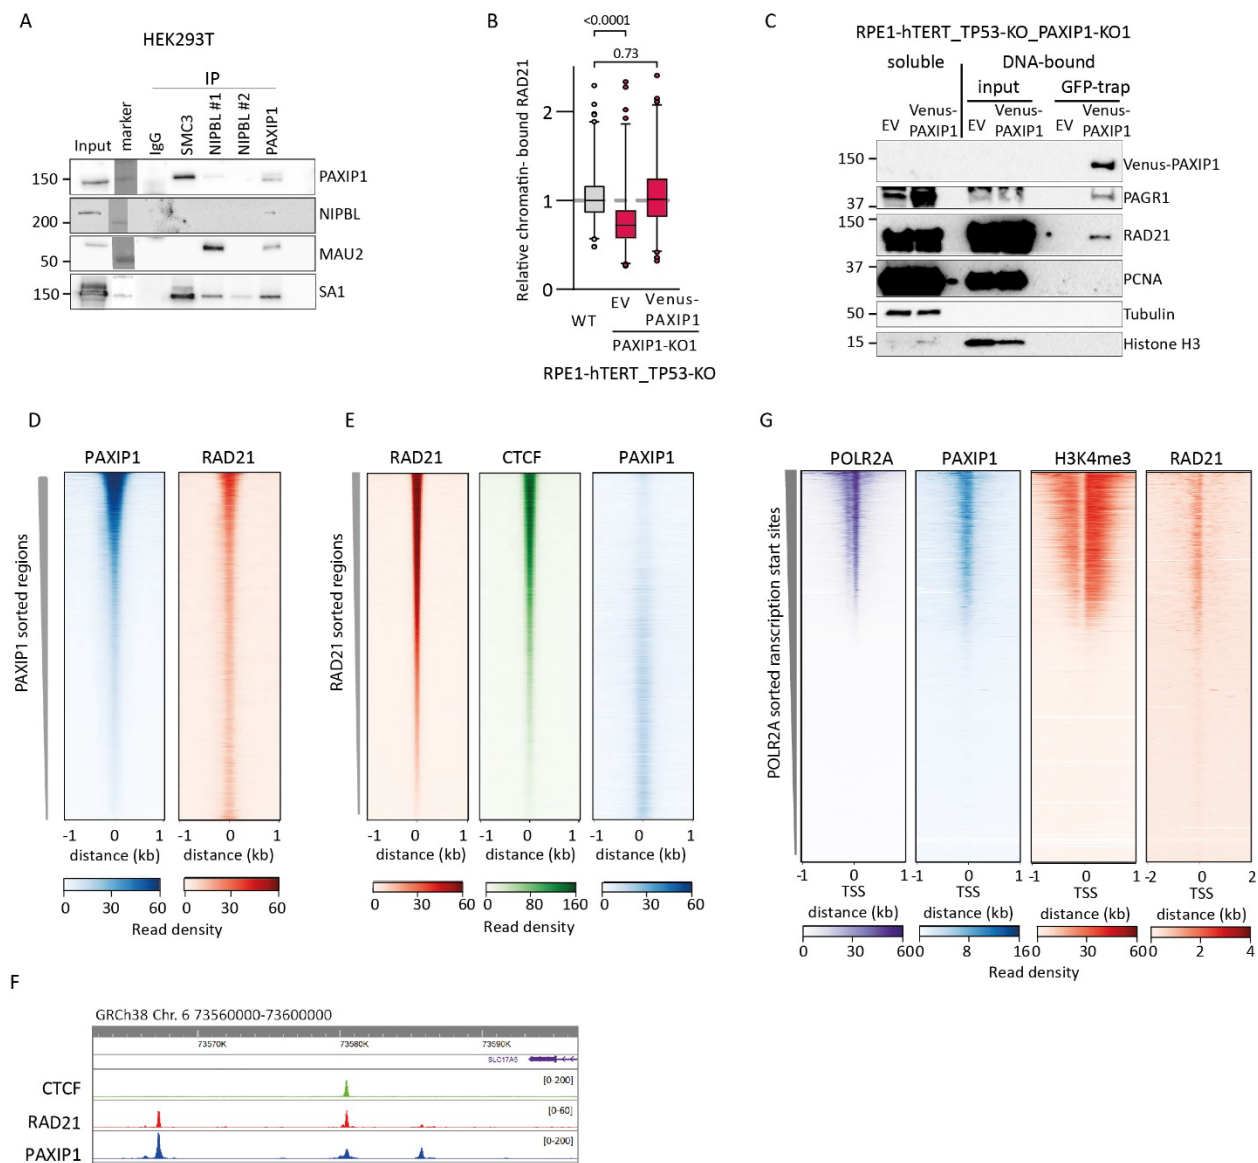 A
HEK293T
IP
Input
marker
IgG
SMC3
NIPBL #1
NIPBL #2
PAXIP1
150
PAXIP1
200
NIPBL
50
MAU2
150
SA1
B
<0.0001
0.73
Relative chromatin- bound RAD21
2
1
0
WT
EV
Venus-
PAXIP1
PAXIP1-KO1
RPE1-hTERT_TP53-KO
C
RPE1-hTERT_TP53-KO_PAXIP1-KO1
soluble
DNA-bound
input
GFP-trap
EV
Venus-
PAXIP1
EV
Venus-
PAXIP1
EV
Venus-
PAXIP1
150
Venus-PAXIP1
37
PAGR1
150
RAD21
37
PCNA
50
Tubulin
15
Histone H3
D
PAXIP1
RAD21
PAXIP1 sorted regions
-1 0 1
-1 0 1
distance (kb)
distance (kb)
0 30 60
0 30 60
Read density
E
RAD21
CTCF
PAXIP1
RAD21 sorted regions
-1 0 1
-1 0 1
-1 0 1
distance (kb)
distance (kb)
distance (kb)
0 30 60
0 80 160
0 30 60
Read density
G
POLR2A
PAXIP1
H3K4me3
RAD21
POLR2A sorted ranscription start sites
-1 1
TSS
-1 1
TSS
-1 1
TSS
-2 2
TSS
distance (kb)
distance (kb)
distance (kb)
distance (kb)
0 30 60
0 8 16
0 30 60
0 2 4
Read density
F
GRCh38 Chr. 6 73560000-73600000
73570K
73580K
73590K
SLC17A5
CTCF
[0-200]
RAD21
[0-60]
PAXIP1
[0-200]